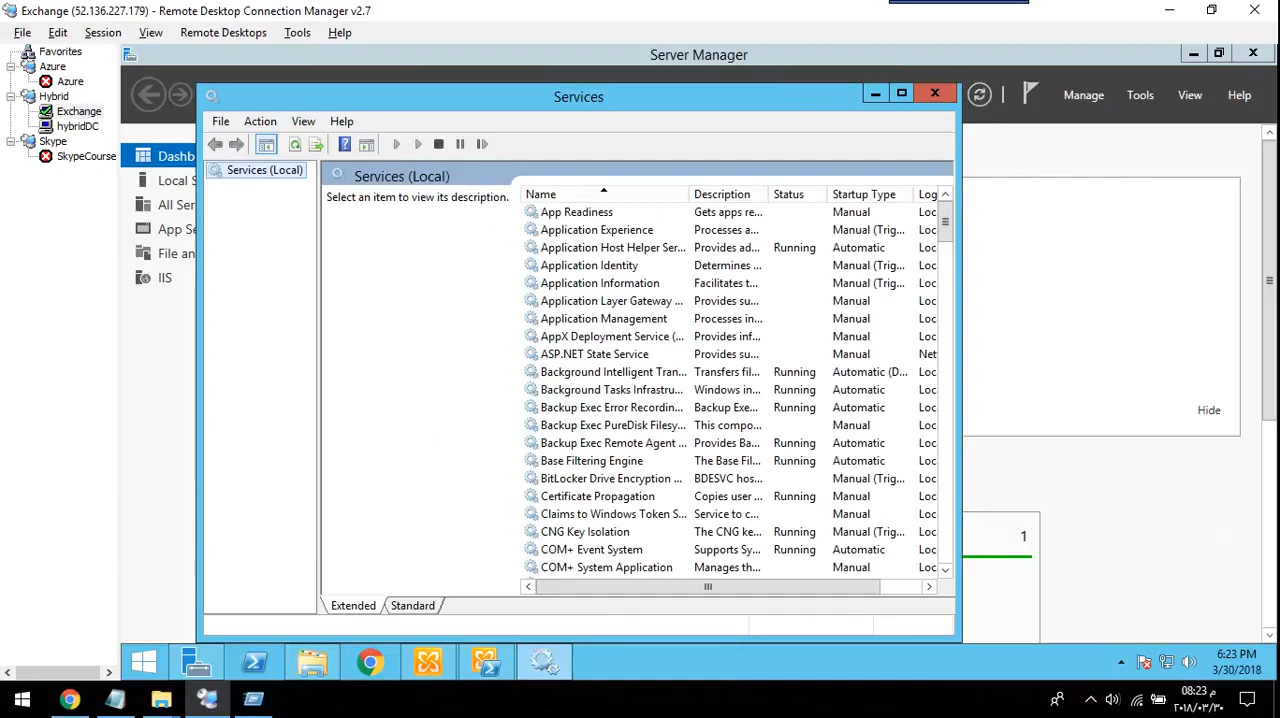 Exchange (52.136.227.179) - Remote Desktop Connection Manager v2.7
File Edit Session View Remote Desktops Tools Help
Favorites
Azure
Azure
Hybrid
Exchange
hybridDC
Skype
SkypeCourse
Server Manager
Manage Tools View Help
Dashb
Local S
All Ser
App Se
File an
IIS
Services
File Action View Help
Services (Local)
Services (Local)
Select an item to view its description.
Name Description Status Startup Type Log
App Readiness Gets apps re... Manual Loc
Application Experience Processes a... Manual (Trig... Loc
Application Host Helper Ser... Provides ad... Running Automatic Loc
Application Identity Determines ... Manual (Trig... Loc
Application Information Facilitates t... Manual (Trig... Loc
Application Layer Gateway ... Provides su... Manual Loc
Application Management Processes in... Manual Loc
AppX Deployment Service (... Provides inf... Manual Loc
ASP.NET State Service Provides su... Manual Net
Background Intelligent Tran... Transfers fil... Running Automatic (D... Loc
Background Tasks Infrastru... Windows in... Running Automatic Loc
Backup Exec Error Recordin... Backup Exe... Running Automatic Loc
Backup Exec PureDisk Filesy... This compo... Manual Loc
Backup Exec Remote Agent ... Provides Ba... Running Automatic Loc
Base Filtering Engine The Base Fil... Running Automatic Loc
BitLocker Drive Encryption ... BDESVC hos... Manual (Trig... Loc
Certificate Propagation Copies user ... Running Manual Loc
Claims to Windows Token S... Service to c... Manual Loc
CNG Key Isolation The CNG ke... Running Manual (Trig... Loc
COM+ Event System Supports Sy... Running Automatic Loc
COM+ System Application Manages th... Manual Loc
Extended Standard
Hide
1
6:23 PM
3/30/2018
08:23 م
٢٠١٨/٠٣/٣٠